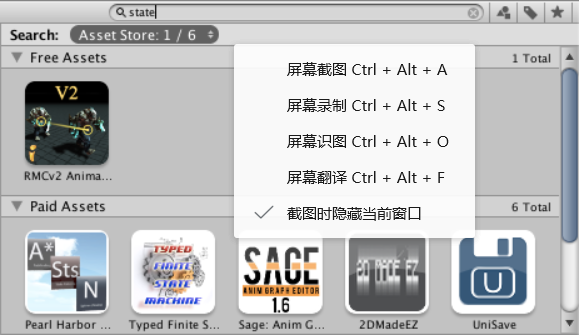 state
Search: Asset Store: 1 / 6
Free Assets 1 Total
V2
RMCv2 Anima...
屏幕截图 Ctrl + Alt + A
屏幕录制 Ctrl + Alt + S
屏幕识图 Ctrl + Alt + O
屏幕翻译 Ctrl + Alt + F
截图时隐藏当前窗口
Paid Assets 6 Total
A*
Sts
N
TYPED
FINITE
STATE
MACHINE
SAGE
ANIM GRAPH EDITOR
1.6
2D MADE EZ
U
Pearl Harbor ... Typed Finite S... Sage: Anim G... 2DMadeEZ UniSave